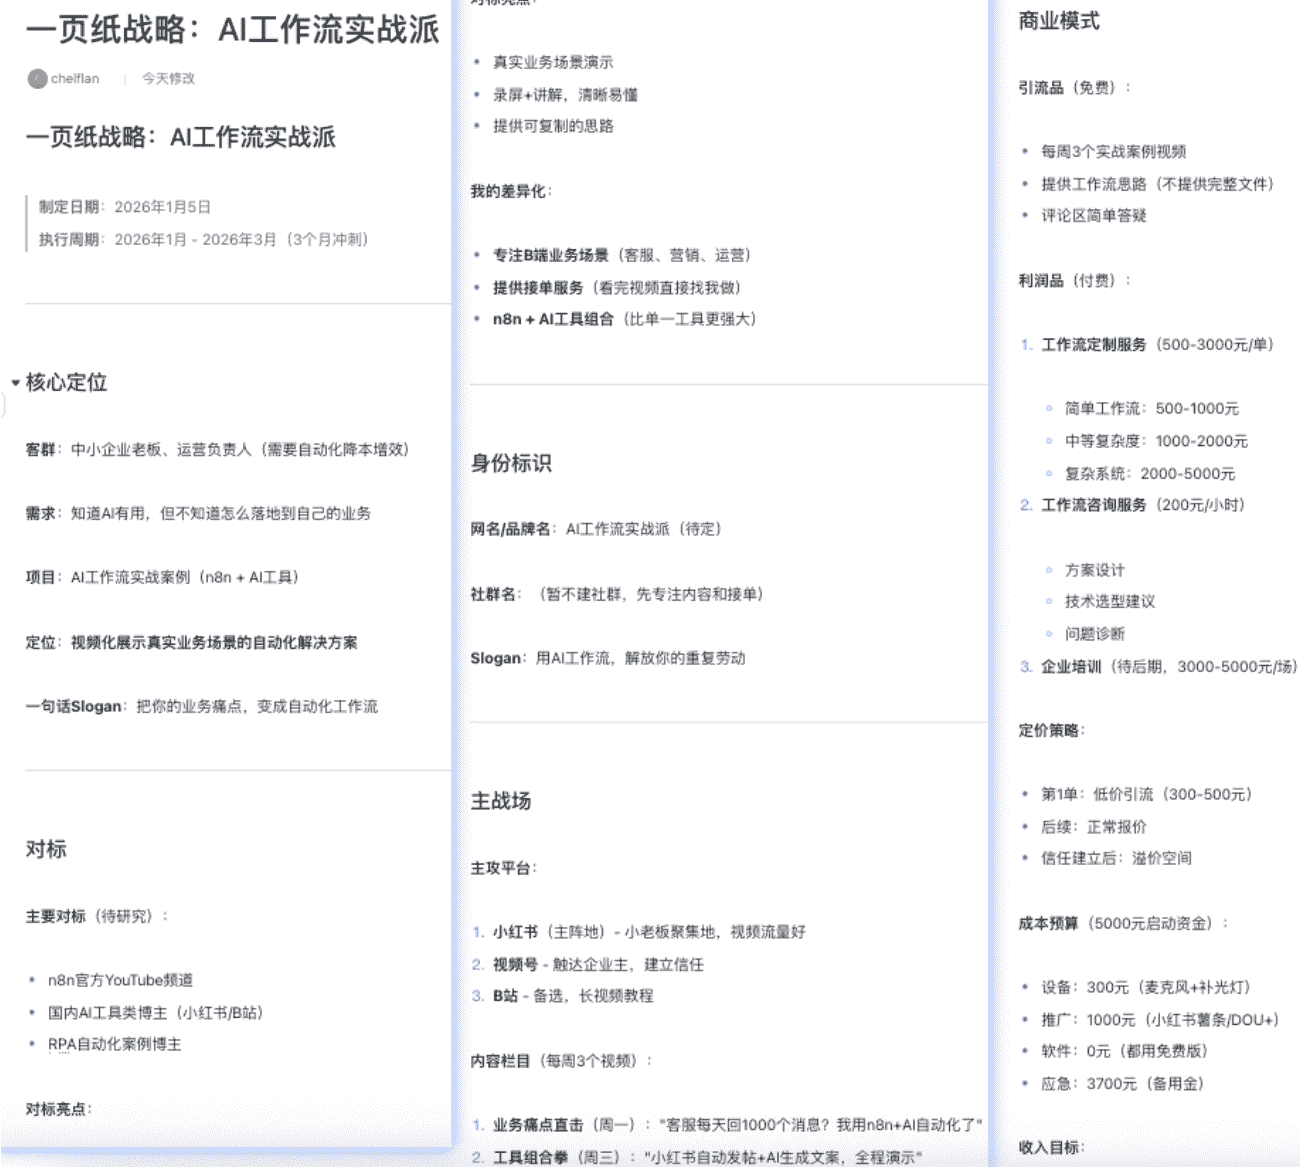 一页纸战略：AI工作流实战派
chelflan | 今天修改
一页纸战略：AI工作流实战派
制定日期：2026年1月5日
执行周期：2026年1月 - 2026年3月（3个月冲刺）
核心定位
客群：中小企业老板、运营负责人（需要自动化降本增效）
需求：知道AI有用，但不知道怎么落地到自己的业务
项目：AI工作流实战案例（n8n + AI工具）
定位：视频化展示真实业务场景的自动化解决方案
一句话Slogan：把你的业务痛点，变成自动化工作流
对标
主要对标（待研究）：
• n8n官方YouTube频道
• 国内AI工具类博主（小红书/B站）
• RPA自动化案例博主
对标亮点：
对标亮点：
• 真实业务场景演示
• 录屏+讲解，清晰易懂
• 提供可复制的思路
我的差异化：
• 专注B端业务场景（客服、营销、运营）
• 提供接单服务（看完视频直接找我做）
• n8n + AI工具组合（比单一工具更强大）
身份标识
网名/品牌名：AI工作流实战派（待定）
社群名：（暂不建社群，先专注内容和接单）
Slogan：用AI工作流，解放你的重复劳动
主战场
主攻平台：
1. 小红书（主阵地）- 小老板聚集地，视频流量好
2. 视频号 - 触达企业主，建立信任
3. B站 - 备选，长视频教程
内容栏目（每周3个视频）：
1. 业务痛点直击（周一）："客服每天回1000个消息？我用n8n+AI自动化了"
2. 工具组合拳（周三）："小红书自动发帖+AI生成文案，全程演示"
商业模式
引流品（免费）：
• 每周3个实战案例视频
• 提供工作流思路（不提供完整文件）
• 评论区简单答疑
利润品（付费）：
1. 工作流定制服务（500-3000元/单）
○ 简单工作流：500-1000元
○ 中等复杂度：1000-2000元
○ 复杂系统：2000-5000元
2. 工作流咨询服务（200元/小时）
○ 方案设计
○ 技术选型建议
○ 问题诊断
3. 企业培训（待后期，3000-5000元/场）
定价策略：
• 第1单：低价引流（300-500元）
• 后续：正常报价
• 信任建立后：溢价空间
成本预算（5000元启动资金）：
• 设备：300元（麦克风+补光灯）
• 推广：1000元（小红书薯条/DOU+）
• 软件：0元（都用免费版）
• 应急：3700元（备用金）
收入目标：